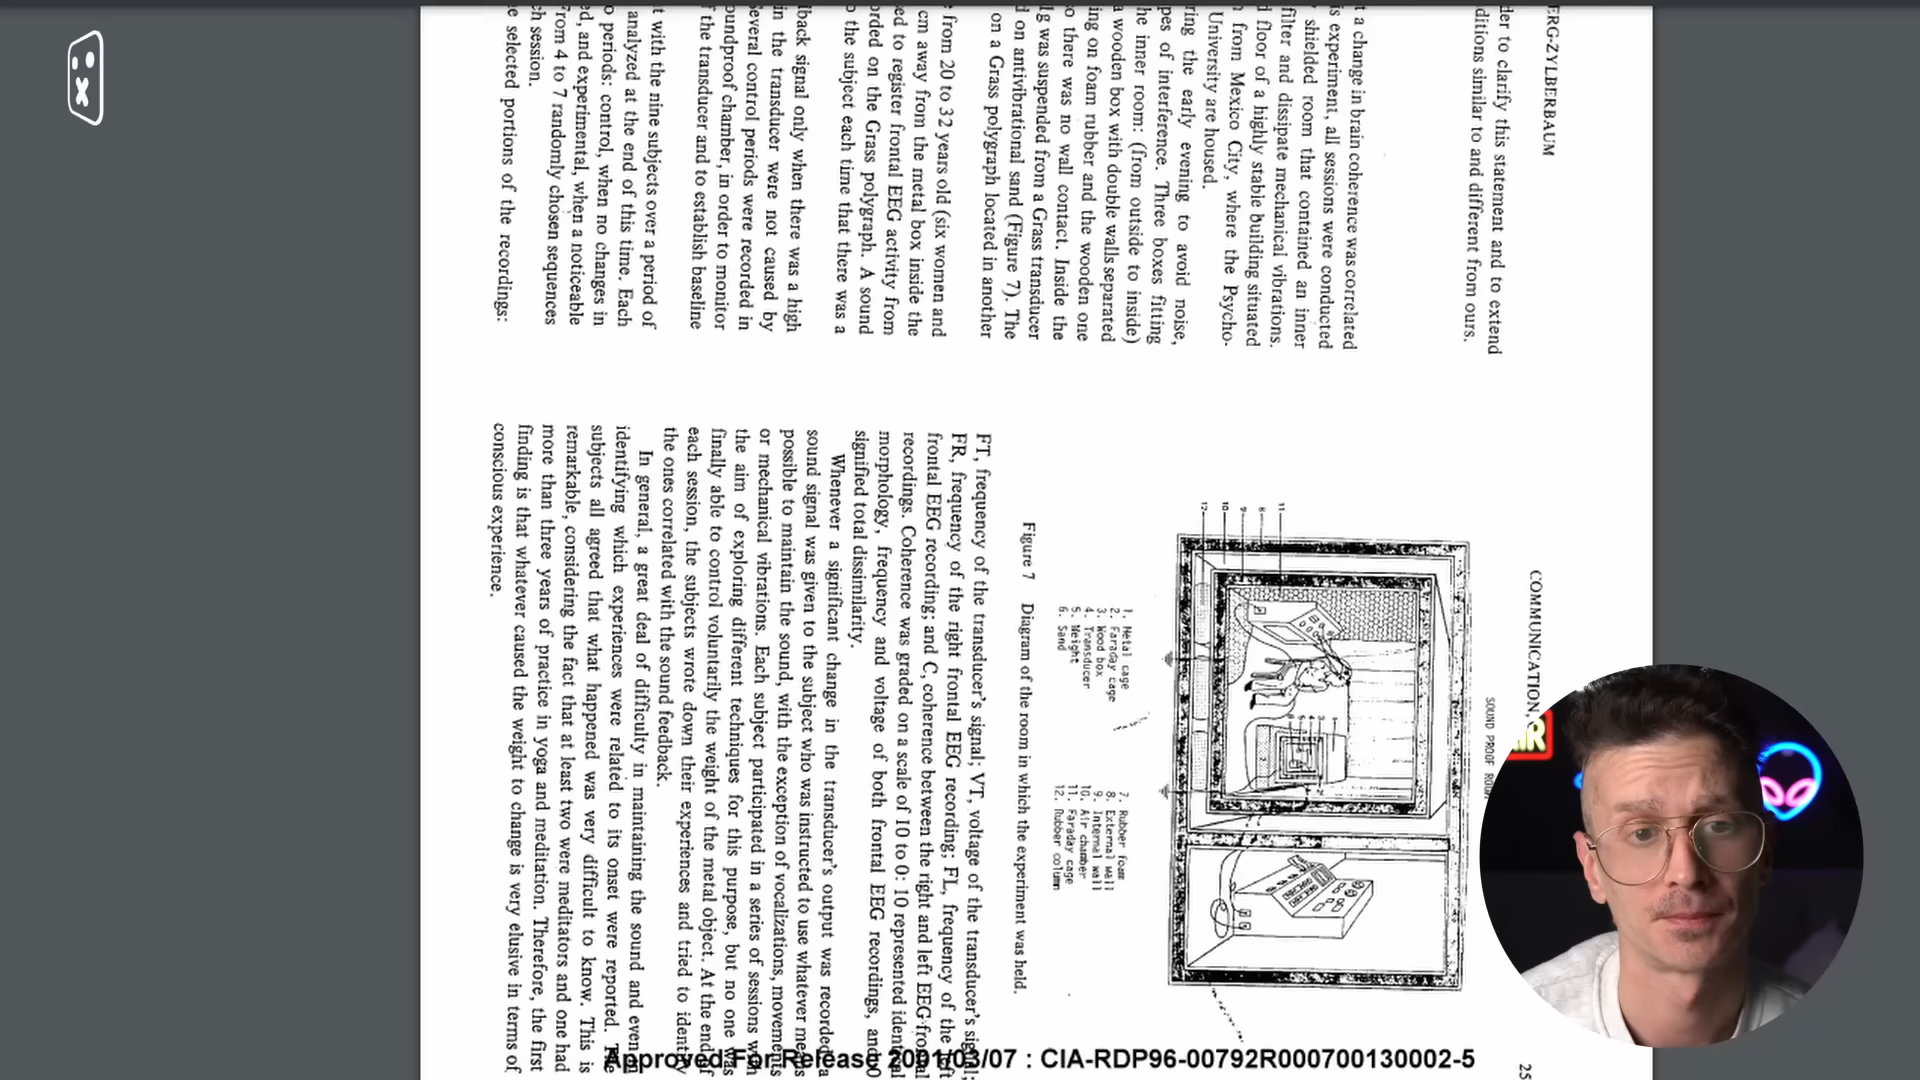 ERG-ZYLBERBAUM
der to clarify this statement and to extend
ditions similar to and different from ours.
t a change in brain coherence was correlated
is experiment, all sessions were conducted
shielded room that contained an inner
filter and dissipate mechanical vibrations.
floor of a highly stable building situated
from Mexico City, where the Psycho-
University are housed.
ring the early evening to avoid noise,
pes of interference. Three boxes fitting
he inner room: (from outside to inside)
a wooden box with double walls separated
ing on foam rubber and the wooden one
o there was no wall contact. Inside the
lg was suspended from a Grass transducer
d on antivibrational sand (Figure 7). The
on a Grass polygraph located in another
from 20 to 32 years old (six women and
cm away from the metal box inside the
ed to register frontal EEG activity from
orded on the Grass polygraph. A sound
o the subject each time that there was a
lback signal only when there was a high
in the transducer were not caused by
Several control periods were recorded in
oundproof chamber, in order to monitor
f the transducer and to establish baseline
t with the nine subjects over a period of
analyzed at the end of this time. Each
o periods: control, when no changes in
ed, and experimental, when a noticeable
From 4 to 7 randomly chosen sequences
ch session.
e selected portions of the recordings:
COMMUNICATION,
25
SOUND PROOF
11
8
9
10
12
1. Metal cage
2. Faraday cage
3. Wood box
4. Transducer
5. Weight
6. Sand
7. Rubber foam
8. External wall
9. Internal wall
10. Air chamber
11. Faraday cage
12. Rubber column
Figure 7 Diagram of the room in which the experiment was held.
FT, frequency of the transducer's signal; VT, voltage of the transducer's signal;
FR, frequency of the right frontal EEG recording; FL, frequency of the left
frontal EEG recording; and C, coherence between the right and left EEG frontal
recordings. Coherence was graded on a scale of 10 to 0: 10 represented identical
morphology, frequency and voltage of both frontal EEG recordings, and 0
signified total dissimilarity.
Whenever a significant change in the transducer's output was recorded, a
sound signal was given to the subject who was instructed to use whatever means
possible to maintain the sound, with the exception of vocalizations, movements
or mechanical vibrations. Each subject participated in a series of sessions with
the aim of exploring different techniques for this purpose, but no one was
finally able to control voluntarily the weight of the metal object. At the end of
each session, the subjects wrote down their experiences and tried to identify
the ones correlated with the sound feedback.
In general, a great deal of difficulty in maintaining the sound and even in
identifying which experiences were related to its onset were reported. The
subjects all agreed that what happened was very difficult to know. This is
remarkable, considering the fact that at least two were meditators and one had
more than three years of practice in yoga and meditation. Therefore, the first
finding is that whatever caused the weight to change is very elusive in terms of
conscious experience.
Approved For Release 2001/03/07 : CIA-RDP96-00792R000700130002-5